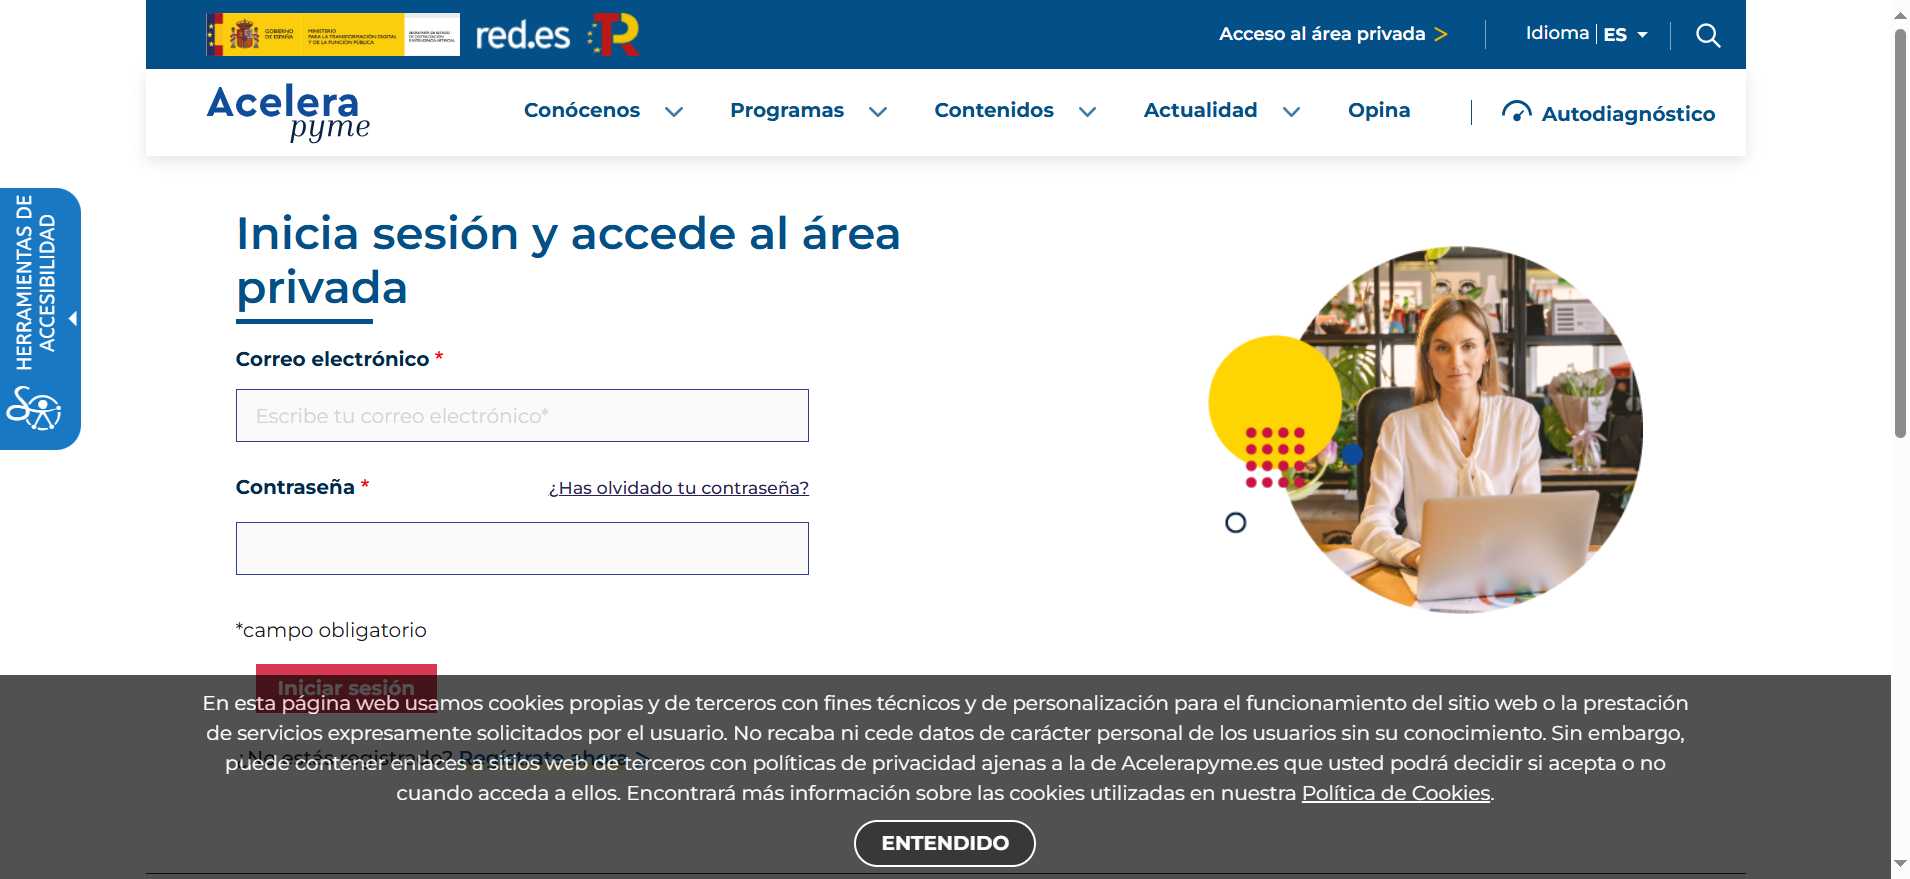 GOBIERNO DE ESPAÑA
MINISTERIO PARA LA TRANSFORMACIÓN DIGITAL Y DE LA FUNCIÓN PÚBLICA
red.es
Acceso al área privada >
Idioma | ES
Acelera
pyme
Conócenos
Programas
Contenidos
Actualidad
Opina
Autodiagnóstico
HERRAMIENTAS DE
ACCESIBILIDAD
Inicia sesión y accede al área
privada
Correo electrónico *
Escribe tu correo electrónico*
Contraseña *
¿Has olvidado tu contraseña?
*campo obligatorio
Iniciar sesión
¿No estás registrado? Regístrate ahora >
En esta página web usamos cookies propias y de terceros con fines técnicos y de personalización para el funcionamiento del sitio web o la prestación
de servicios expresamente solicitados por el usuario. No recaba ni cede datos de carácter personal de los usuarios sin su conocimiento. Sin embargo,
puede contener enlaces a sitios web de terceros con políticas de privacidad ajenas a la de Acelerapyme.es que usted podrá decidir si acepta o no
cuando acceda a ellos. Encontrará más información sobre las cookies utilizadas en nuestra Política de Cookies.
ENTENDIDO